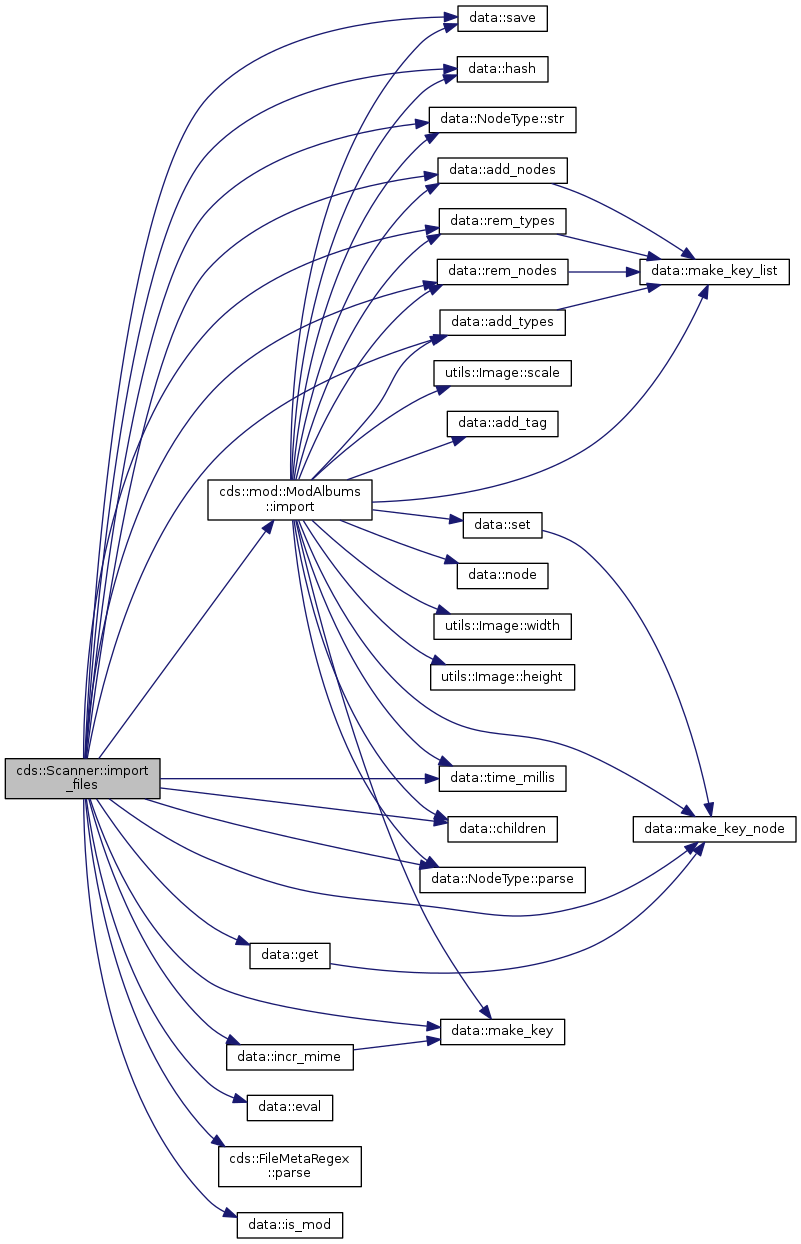 data::save
data::hash
data::NodeType::str
data::add_nodes
data::rem_types
data::rem_nodes
data::make_key_list
data::add_types
utils::Image::scale
data::add_tag
cds::mod::ModAlbums
::import
data::set
data::node
utils::Image::width
utils::Image::height
cds::Scanner::import
_files
data::time_millis
data::children
data::make_key_node
data::NodeType::parse
data::get
data::make_key
data::incr_mime
data::eval
cds::FileMetaRegex
::parse
data::is_mod